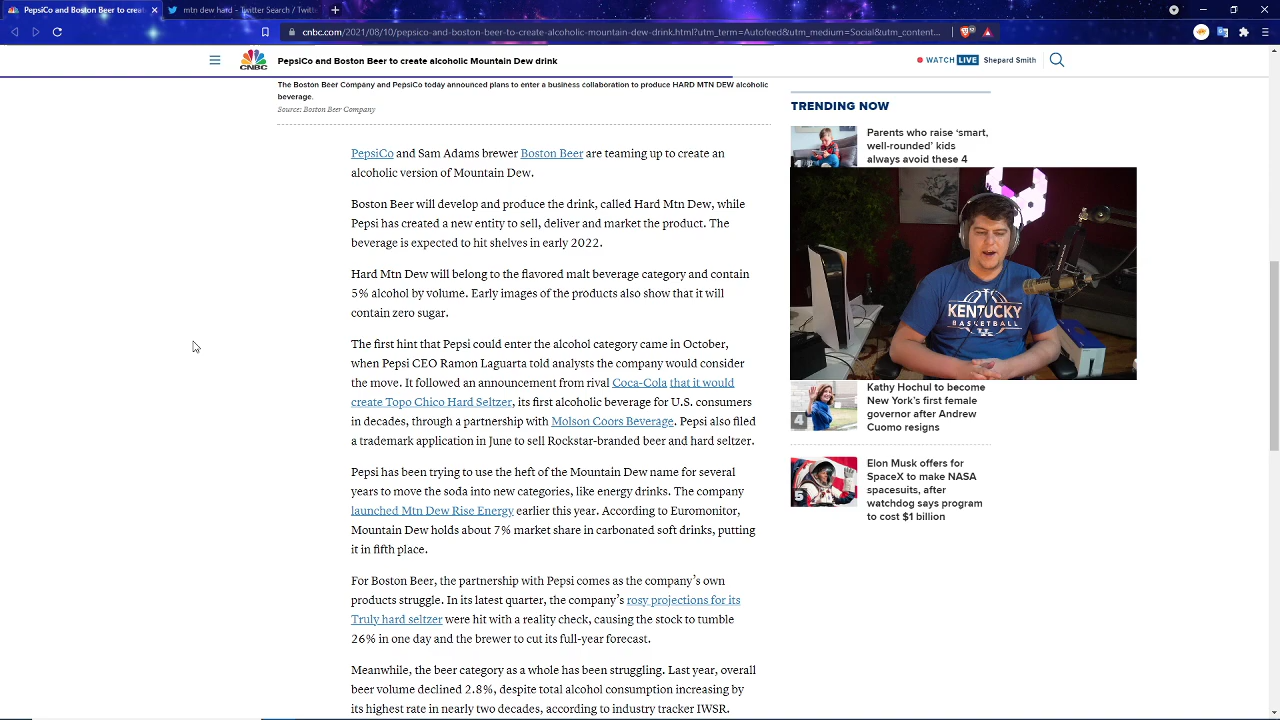 PepsiCo and Boston Beer to crea
mtn dew hard - Twitter Search / T
cnbc.com/2021/08/10/pepsico-and-boston-beer-to-create-alcoholic-mountain-dew-drink.html?utm_term=Autofeed&utm_medium=Social&utm_content...
CNBC
PepsiCo and Boston Beer to create alcoholic Mountain Dew drink
WATCH LIVE Shepard Smith
The Boston Beer Company and PepsiCo today announced plans to enter a business collaboration to produce HARD MTN DEW alcoholic
beverage.
Source: Boston Beer Company
PepsiCo and Sam Adams brewer Boston Beer are teaming up to create an
alcoholic version of Mountain Dew.
Boston Beer will develop and produce the drink, called Hard Mtn Dew, while
Pepsi has created a new entity to sell, deliver and market the product. The
beverage is expected to hit shelves in early 2022.
Hard Mtn Dew will belong to the flavored malt beverage category and contain
5% alcohol by volume. Early images of the products also show that it will
contain zero sugar.
The first hint that Pepsi could enter the alcohol category came in October,
when Pepsi CEO Ramon Laguarta told analysts the company would consider
the move. It followed an announcement from rival Coca-Cola that it would
create Topo Chico Hard Seltzer, its first alcoholic beverage for U.S. consumers
in decades, through a partnership with Molson Coors Beverage. Pepsi also filed
a trademark application in June to sell Rockstar-branded beer and hard seltzer.
Pepsi has been trying to use the heft of the Mountain Dew name for several
years to move the soda into new categories, like energy drinks. The company
launched Mtn Dew Rise Energy earlier this year. According to Euromonitor,
Mountain Dew holds about 7% market share in carbonated soft drinks, putting
it in fifth place.
For Boston Beer, the partnership with Pepsi comes as the company's own
products struggle. In its latest quarter, the company's rosy projections for its
Truly hard seltzer were hit with a reality check, causing the stock to tumble
26% in one day and the brewer to cut its full-year forecast.
Meanwhile, the beer category as a whole has been struggling. Last year, overall
beer volume declined 2.8%, despite total alcohol consumption increasing by
its highest rate in nearly two decades, according to industry tracker IWSR.
TRENDING NOW
Parents who raise ‘smart,
well-rounded’ kids
always avoid these 4
KENTUCKY
BASKETBALL
UK
4
Kathy Hochul to become
New York’s first female
governor after Andrew
Cuomo resigns
5
Elon Musk offers for
SpaceX to make NASA
spacesuits, after
watchdog says program
to cost $1 billion